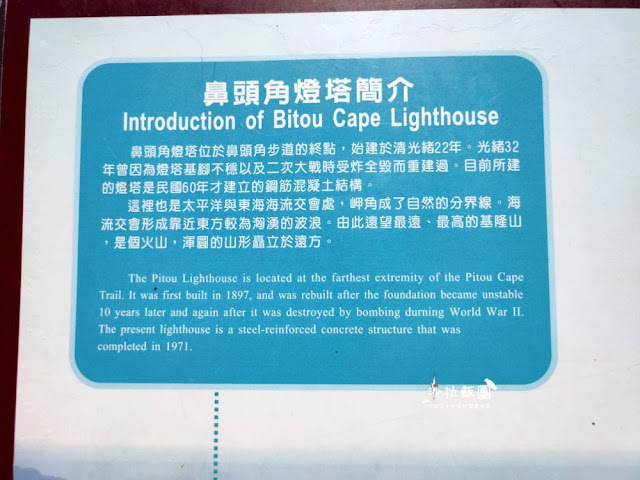 鼻頭角燈塔簡介
Introduction of Bitou Cape Lighthouse
鼻頭角燈塔位於鼻頭角步道的終點，始建於清光緒22年。光緒32
年曾因為燈塔基腳不穩以及二次大戰時受炸全毀而重建過。目前所建
的燈塔是民國60年才建立的鋼筋混凝土結構。
這裡也是太平洋與東海海流交會處，岬角成了自然的分界線。海
流交會形成靠近東方較為洶湧的波浪。由此遠望最遠、最高的基隆山
，是個火山，渾圓的山形矗立於遠方。
The Pitou Lighthouse is located at the farthest extremity of the Pitou Cape
Trail. It was first built in 1897, and was rebuilt after the foundation became unstable
10 years later and again after it was destroyed by bombing durning World War II.
The present lighthouse is a steel-reinforced concrete structure that was
completed in 1971.
沙拉飯團